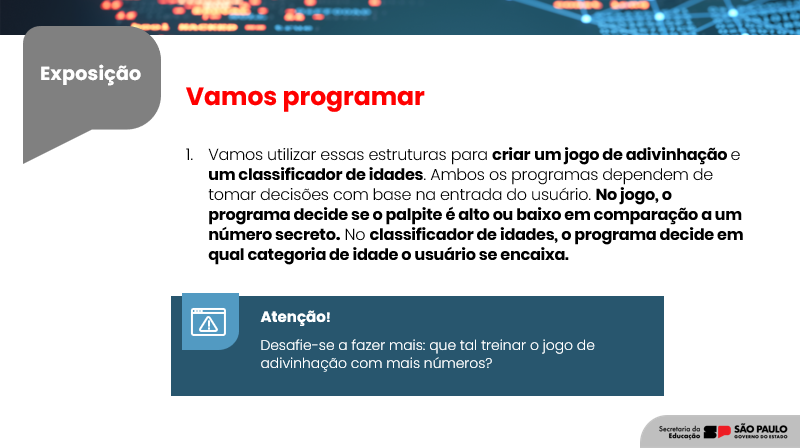 HACKED
Exposição
Vamos programar
1. Vamos utilizar essas estruturas para criar um jogo de adivinhação e
um classificador de idades. Ambos os programas dependem de
tomar decisões com base na entrada do usuário. No jogo, o
programa decide se o palpite é alto ou baixo em comparação a um
número secreto. No classificador de idades, o programa decide em
qual categoria de idade o usuário se encaixa.
Atenção!
Desafie-se a fazer mais: que tal treinar o jogo de
adivinhação com mais números?
Secretaria da
Educação
SP
SÃO PAULO
GOVERNO DO ESTADO